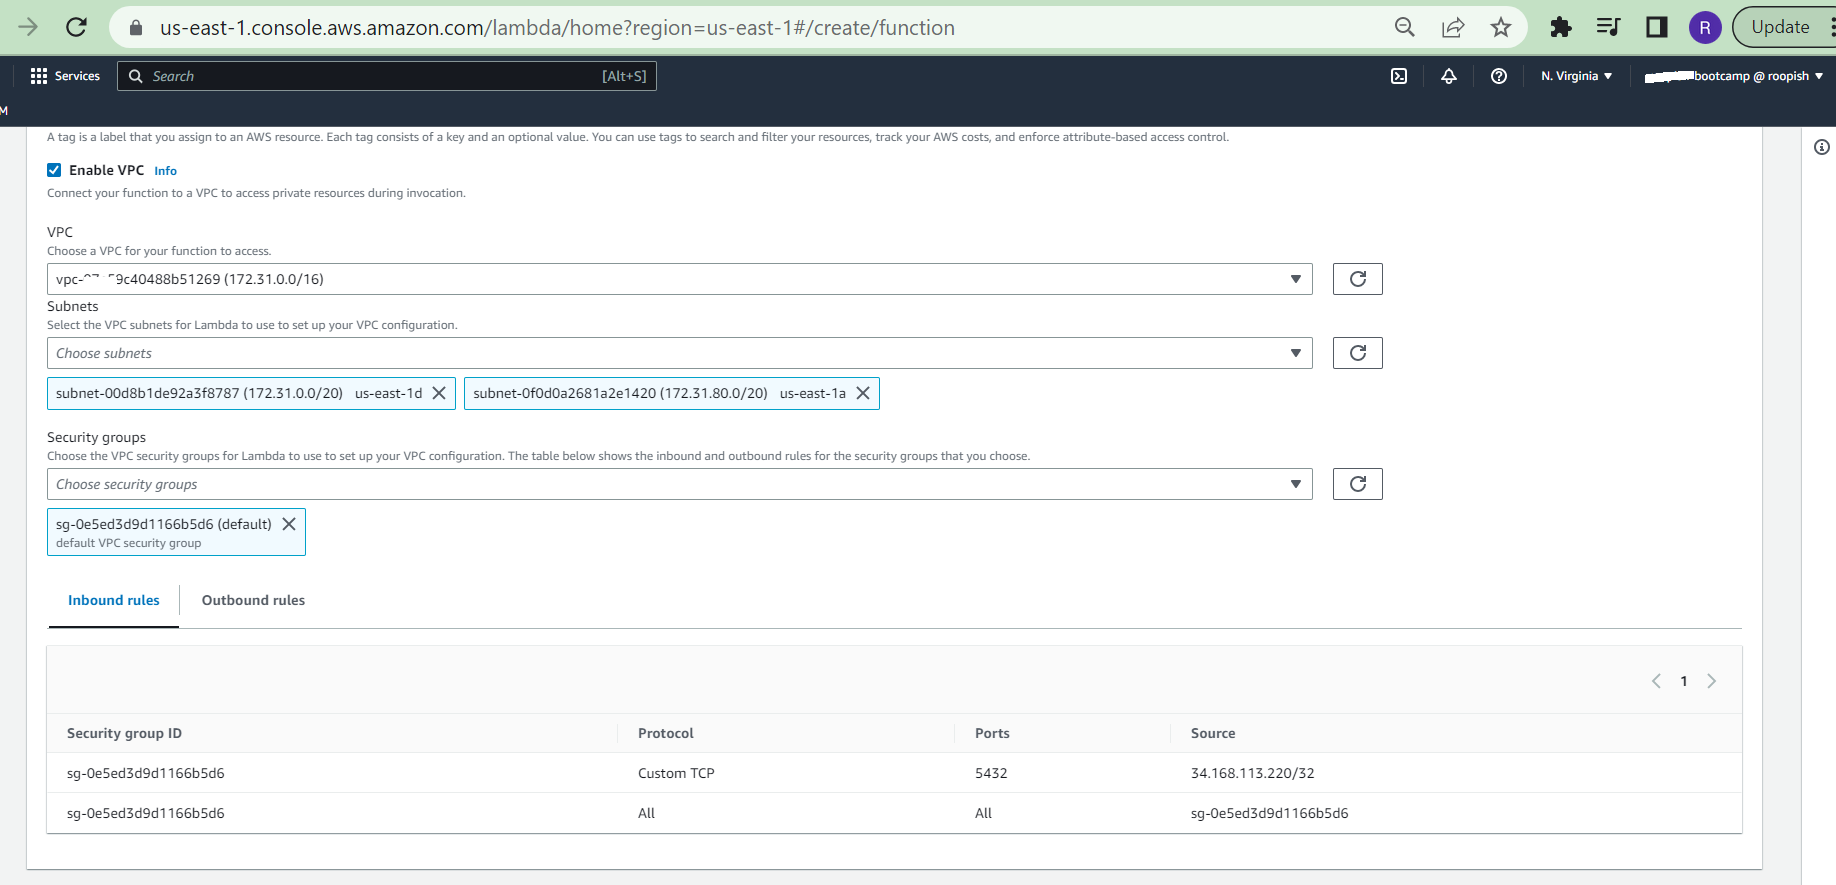 us-east-1.console.aws.amazon.com/lambda/home?region=us-east-1#/create/function
R
Update
Services
Search
[Alt+S]
N. Virginia
bootcamp @ roopish
M
A tag is a label that you assign to an AWS resource. Each tag consists of a key and an optional value. You can use tags to search and filter your resources, track your AWS costs, and enforce attribute-based access control.
Enable VPC Info
Connect your function to a VPC to access private resources during invocation.
VPC
Choose a VPC for your function to access.
9c40488b51269 (172.31.0.0/16)
Subnets
Select the VPC subnets for Lambda to use to set up your VPC configuration.
Choose subnets
subnet-00d8b1de92a3f8787 (172.31.0.0/20) us-east-1d
subnet-0f0d0a2681a2e1420 (172.31.80.0/20) us-east-1a
Security groups
Choose the VPC security groups for Lambda to use to set up your VPC configuration. The table below shows the inbound and outbound rules for the security groups that you choose.
Choose security groups
sg-0e5ed3d9d1166b5d6 (default)
default VPC security group
Inbound rules
Outbound rules
1
Security group ID Protocol Ports Source
sg-0e5ed3d9d1166b5d6 Custom TCP 5432 34.168.113.220/32
sg-0e5ed3d9d1166b5d6 All All sg-0e5ed3d9d1166b5d6